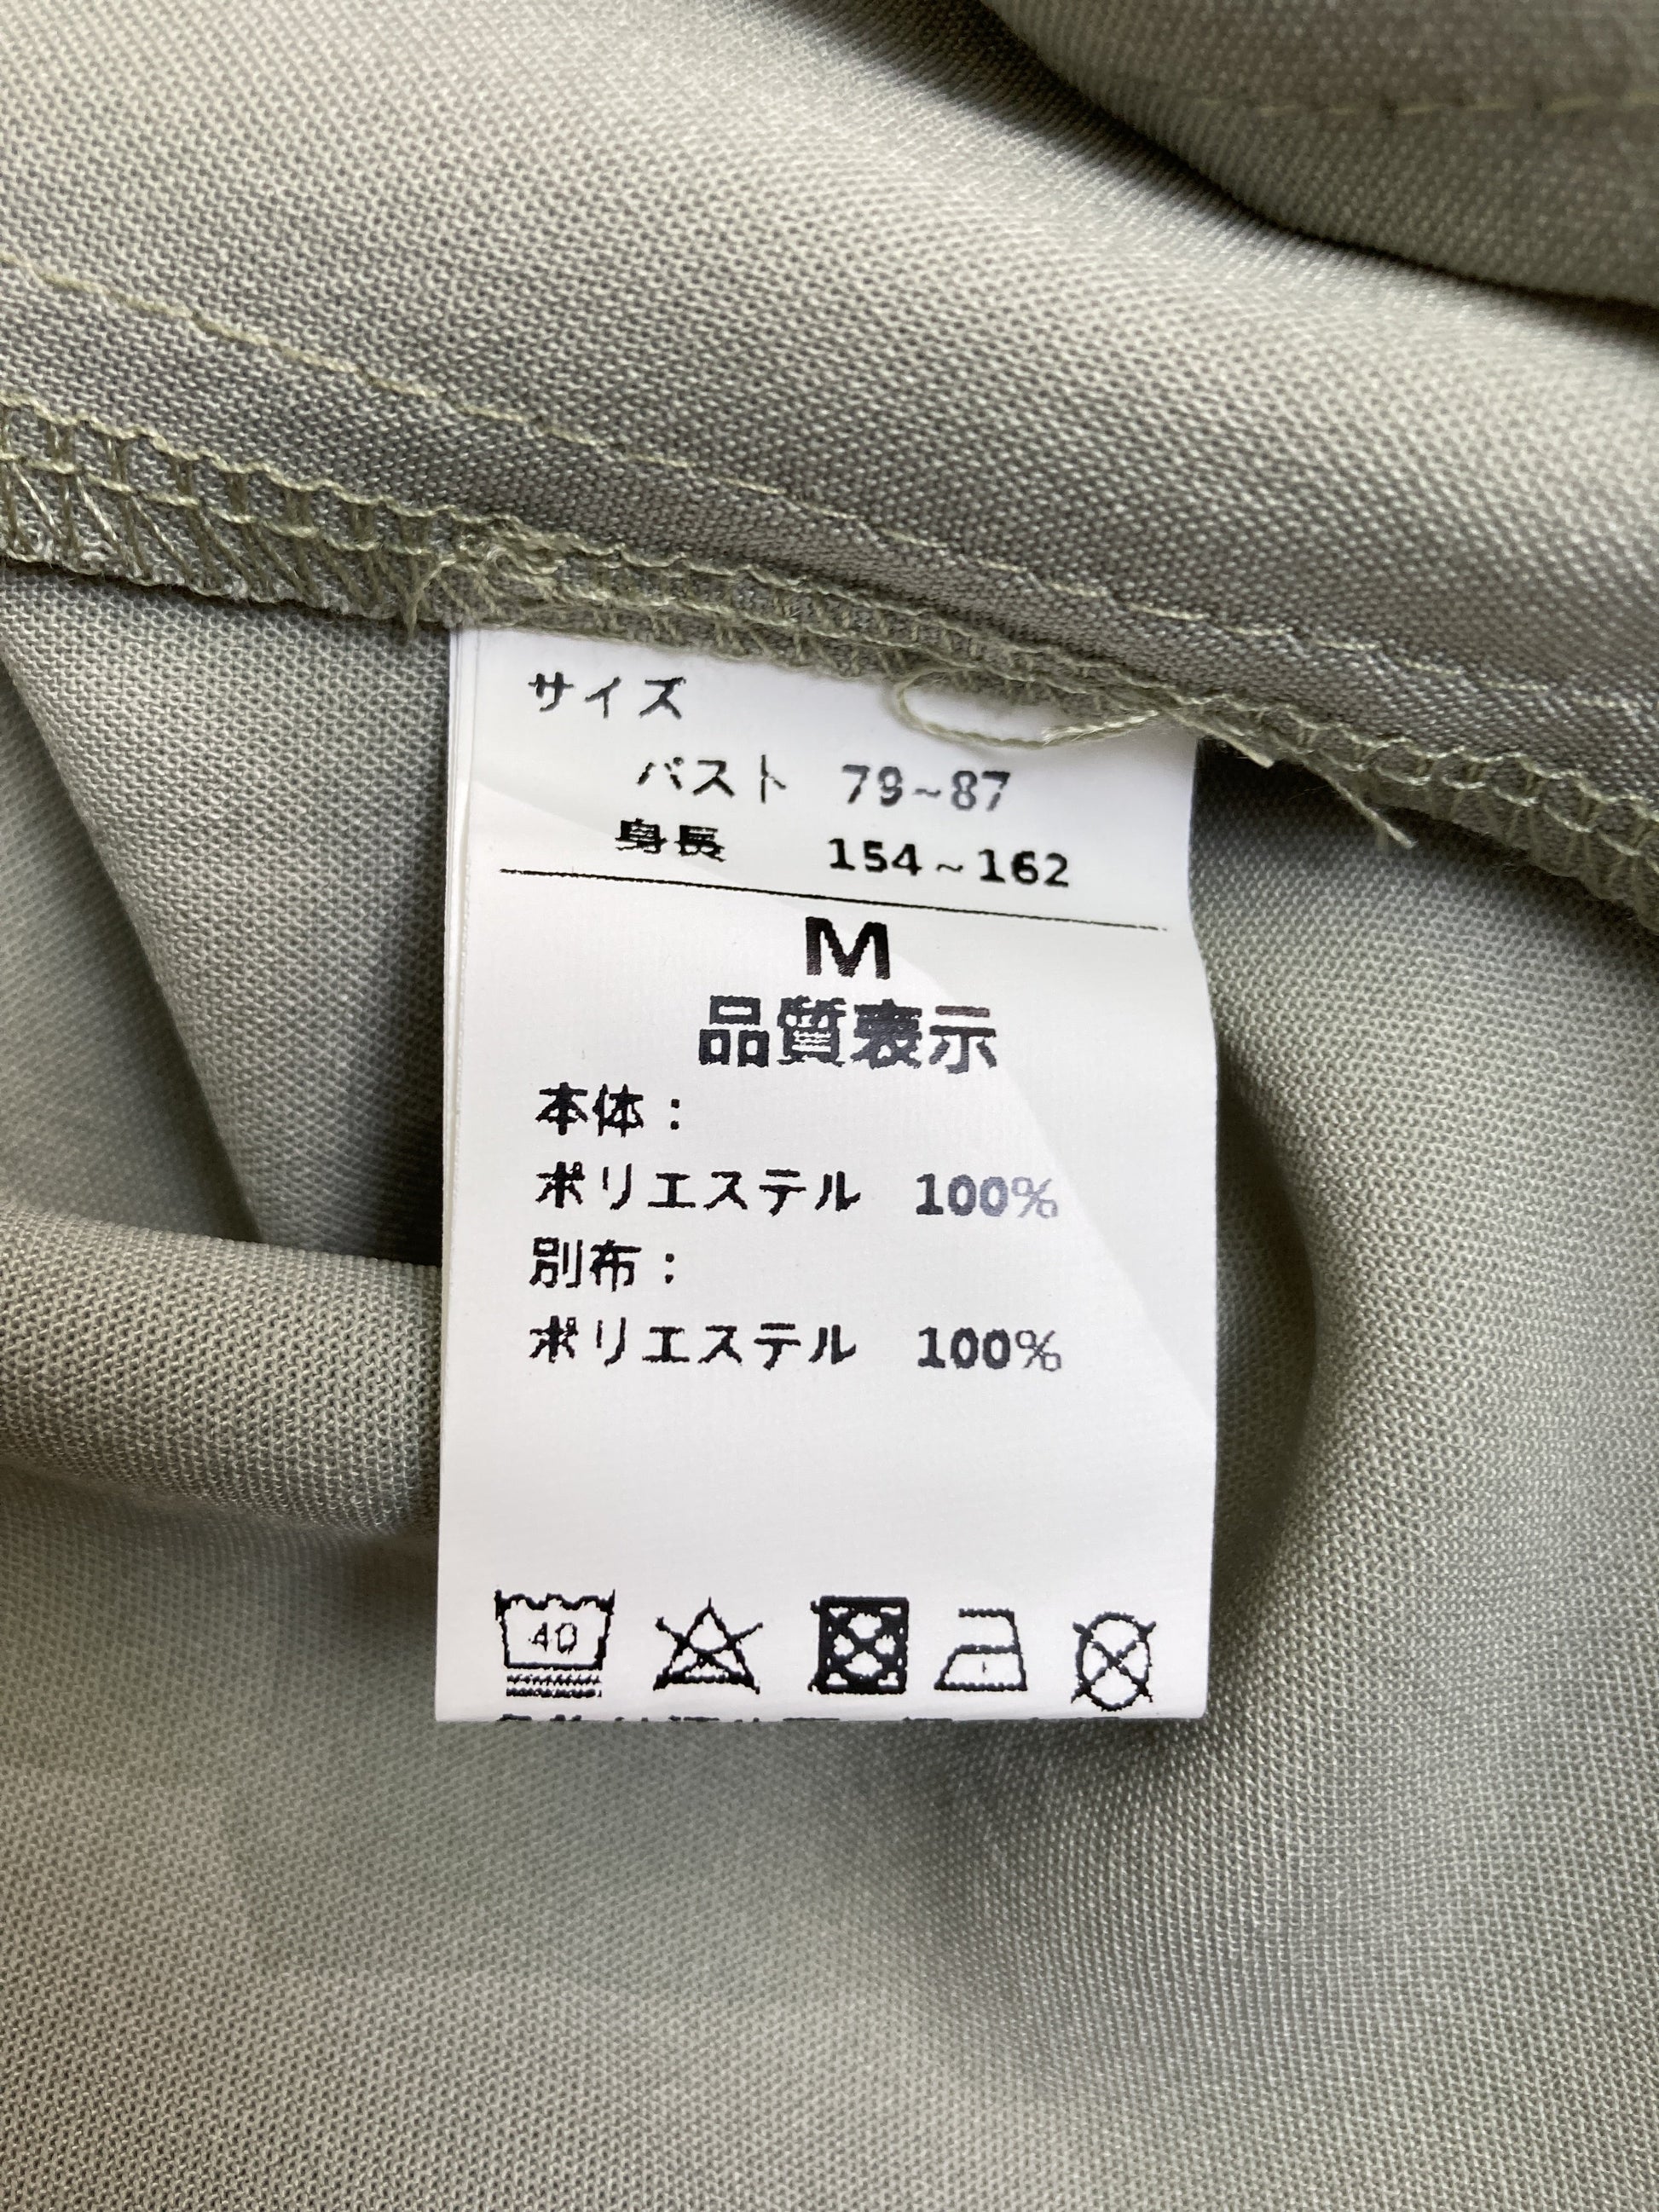 サイズ
バスト 79~87
身長 154~162
M
品質表示
本体:
ポリエステル 100%
別布:
ポリエステル 100%
40